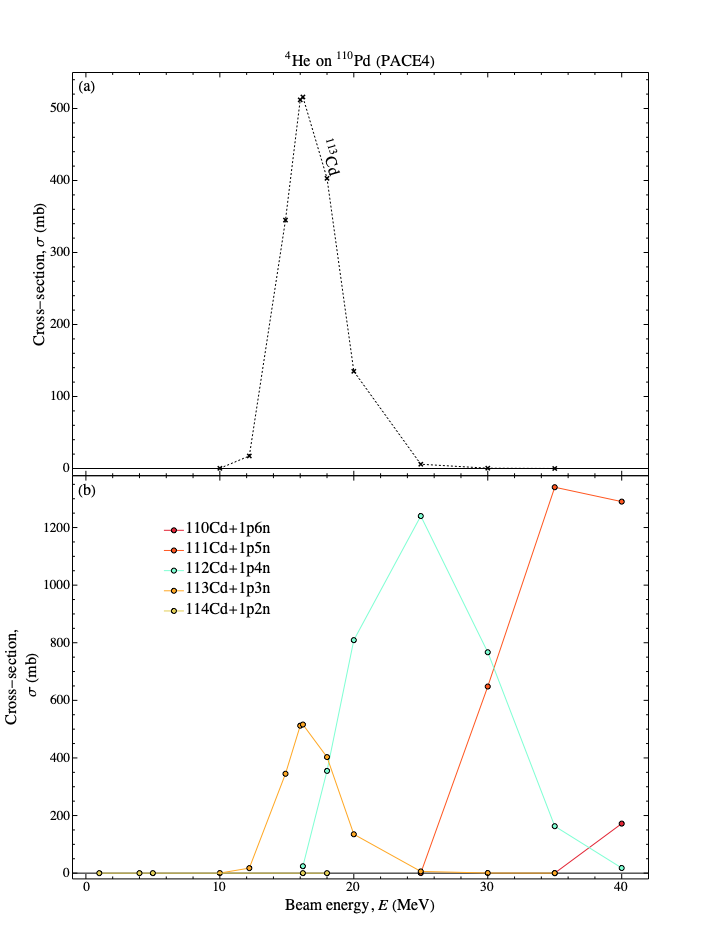 ⁴He on ¹¹⁰Pd (PACE4)
(a)
500
400
300
200
100
0
Cross−section, σ (mb)
¹¹³Cd
(b)
110Cd+1p6n
111Cd+1p5n
112Cd+1p4n
113Cd+1p3n
114Cd+1p2n
1200
1000
800
600
400
200
0
Cross−section,
σ (mb)
0 10 20 30 40
Beam energy, E (MeV)